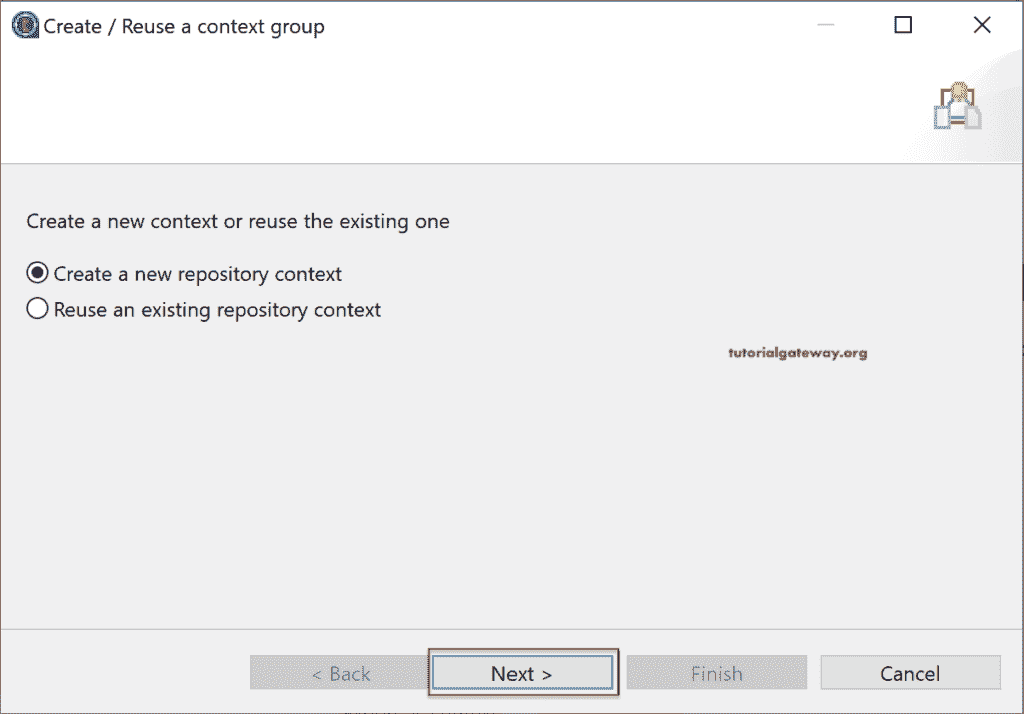 Create / Reuse a context group
Create a new context or reuse the existing one
Create a new repository context
Reuse an existing repository context
tutorialgateway.org
< Back Next > Finish Cancel